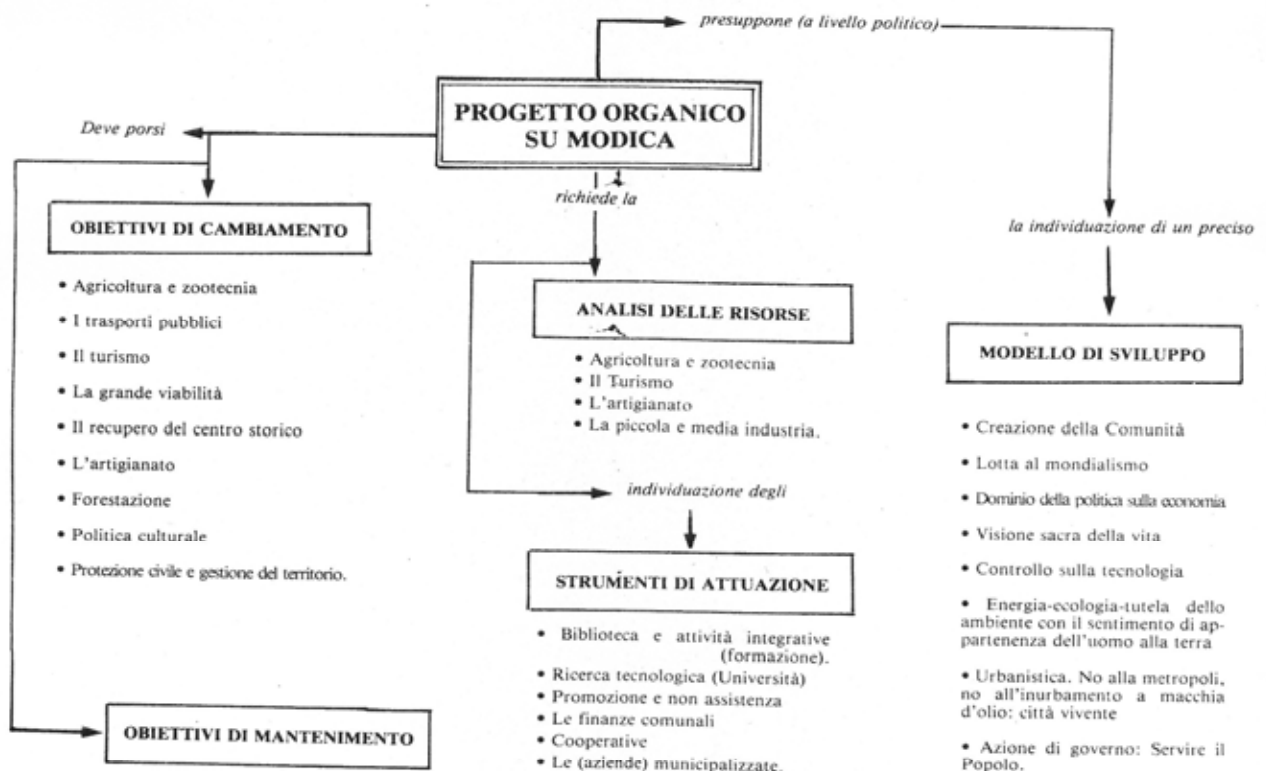 presuppone (a livello politico)
PROGETTO ORGANICO
SU MODICA
Deve porsi
richiede la
OBIETTIVI DI CAMBIAMENTO
• Agricoltura e zootecnia
• I trasporti pubblici
• Il turismo
• La grande viabilità
• Il recupero del centro storico
• L'artigianato
• Forestazione
• Politica culturale
• Protezione civile e gestione del territorio.
OBIETTIVI DI MANTENIMENTO
ANALISI DELLE RISORSE
• Agricoltura e zootecnia
• Il Turismo
• L'artigianato
• La piccola e media industria.
individuazione degli
STRUMENTI DI ATTUAZIONE
• Biblioteca e attività integrative
(formazione).
• Ricerca tecnologica (Università)
• Promozione e non assistenza
• Le finanze comunali
• Cooperative
• Le (aziende) municipalizzate.
la individuazione di un preciso
MODELLO DI SVILUPPO
• Creazione della Comunità
• Lotta al mondialismo
• Dominio della politica sulla economia
• Visione sacra della vita
• Controllo sulla tecnologia
• Energia-ecologia-tutela dello
ambiente con il sentimento di ap-
partenenza dell'uomo alla terra
• Urbanistica. No alla metropoli,
no all'inurbamento a macchia
d'olio: città vivente
• Azione di governo: Servire il
Popolo.